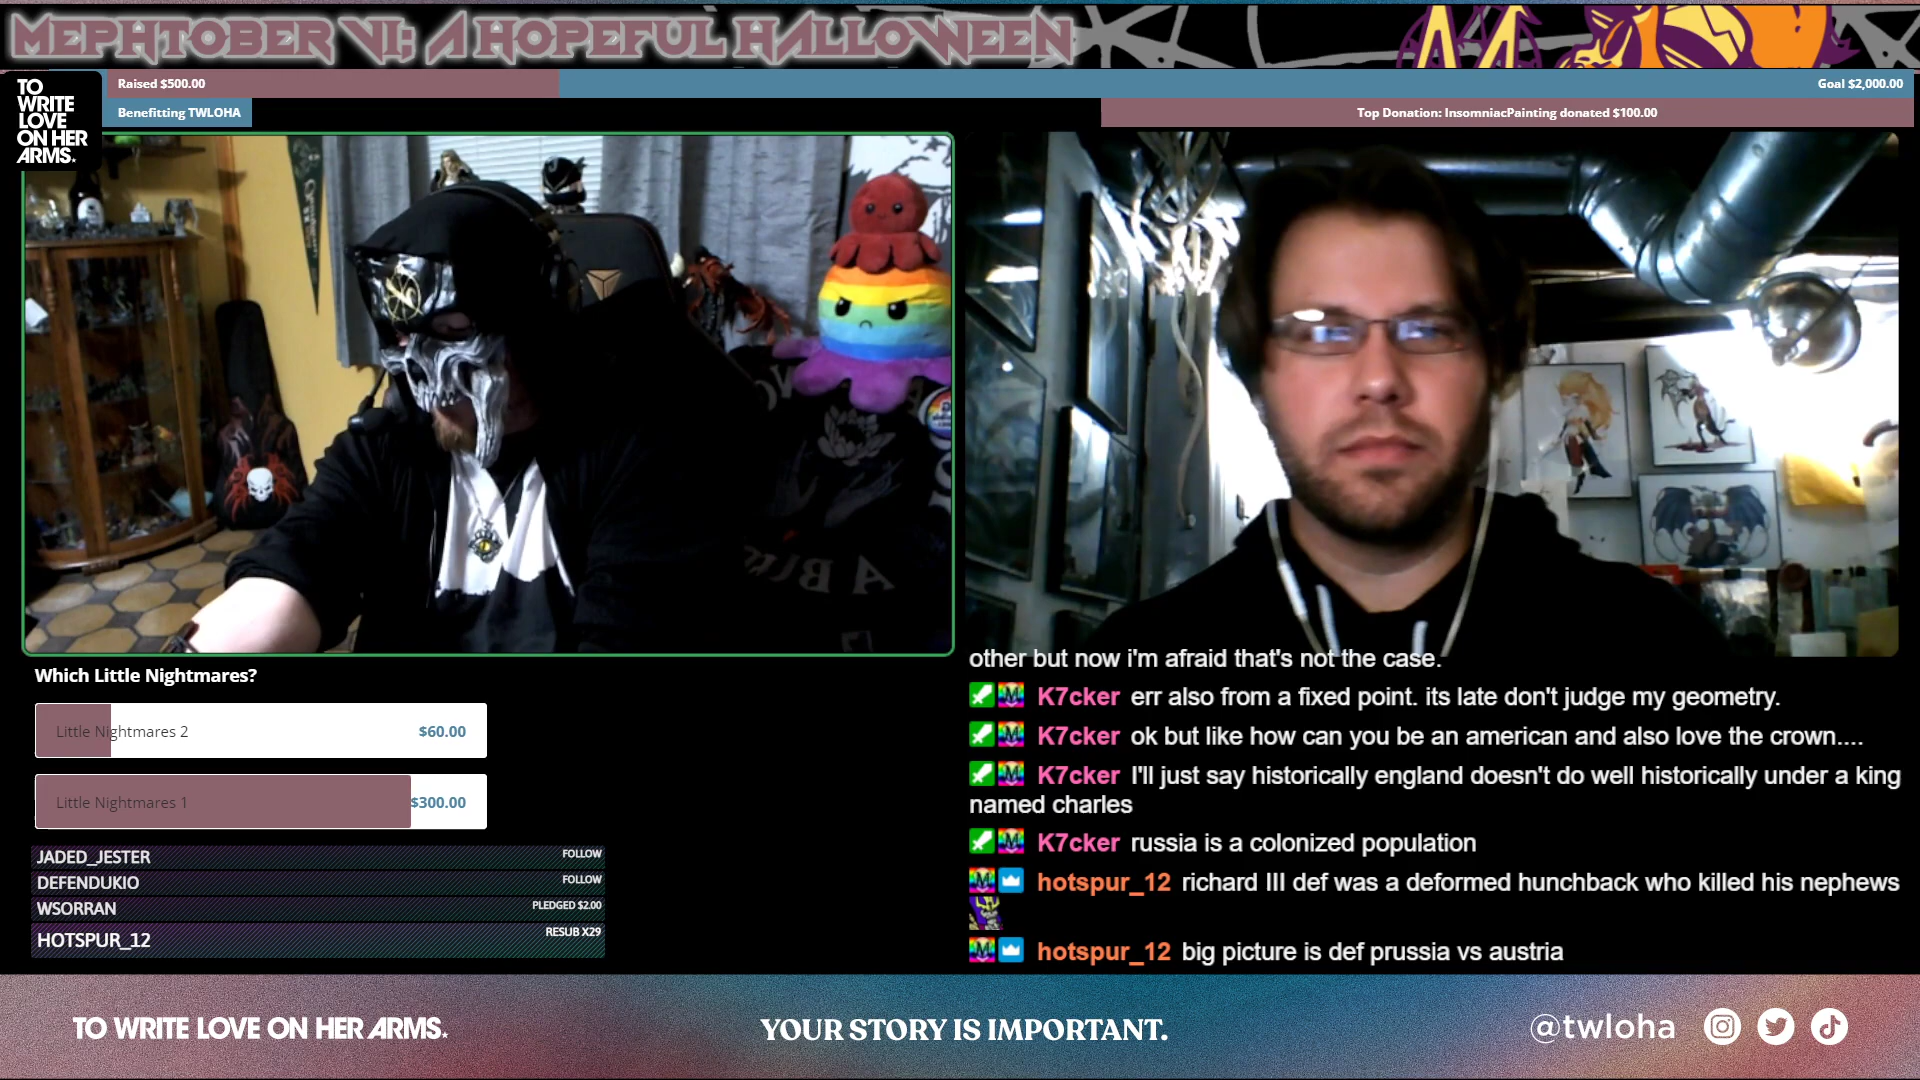 MEPHTOBER VI: A HOPEFUL HALLOWEEN
TO
WRITE
LOVE
ON HER
ARMS.
Raised $500.00
Goal $2,000.00
Benefitting TWLOHA
Top Donation: InsomniacPainting donated $100.00
Which Little Nightmares?
Little Nightmares 2 $60.00
Little Nightmares 1 $300.00
JADED_JESTER FOLLOW
DEFENDUKIO FOLLOW
WSORRAN PLEDGED $2.00
HOTSPUR_12 RESUB X29
other but now i'm afraid that's not the case.
K7cker err also from a fixed point. its late don't judge my geometry.
K7cker ok but like how can you be an american and also love the crown....
K7cker I'll just say historically england doesn't do well historically under a king
named charles
K7cker russia is a colonized population
hotspur_12 richard III def was a deformed hunchback who killed his nephews
hotspur_12 big picture is def prussia vs austria
TO WRITE LOVE ON HER ARMS.
YOUR STORY IS IMPORTANT.
@twloha